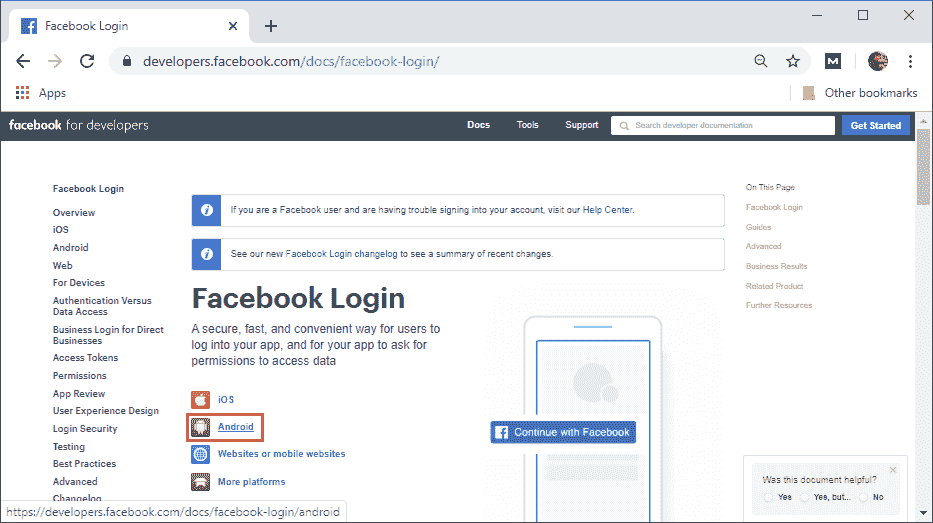 Facebook Login
developers.facebook.com/docs/facebook-login/
M
Apps
Other bookmarks
facebook for developers
Docs
Tools
Support
Search developer documentation
Get Started
Facebook Login
Overview
iOS
Android
Web
For Devices
Authentication Versus
Data Access
Business Login for Direct
Businesses
Access Tokens
Permissions
App Review
User Experience Design
Login Security
Testing
Best Practices
Advanced
Changelog
If you are a Facebook user and are having trouble signing into your account, visit our Help Center.
See our new Facebook Login changelog to see a summary of recent changes.
Facebook Login
A secure, fast, and convenient way for users to
log into your app, and for your app to ask for
permissions to access data
iOS
Android
Websites or mobile websites
More platforms
Continue with Facebook
On This Page
Facebook Login
Guides
Advanced
Business Results
Related Product
Further Resources
Was this document helpful?
Yes
Yes, but...
No
https://developers.facebook.com/docs/facebook-login/android